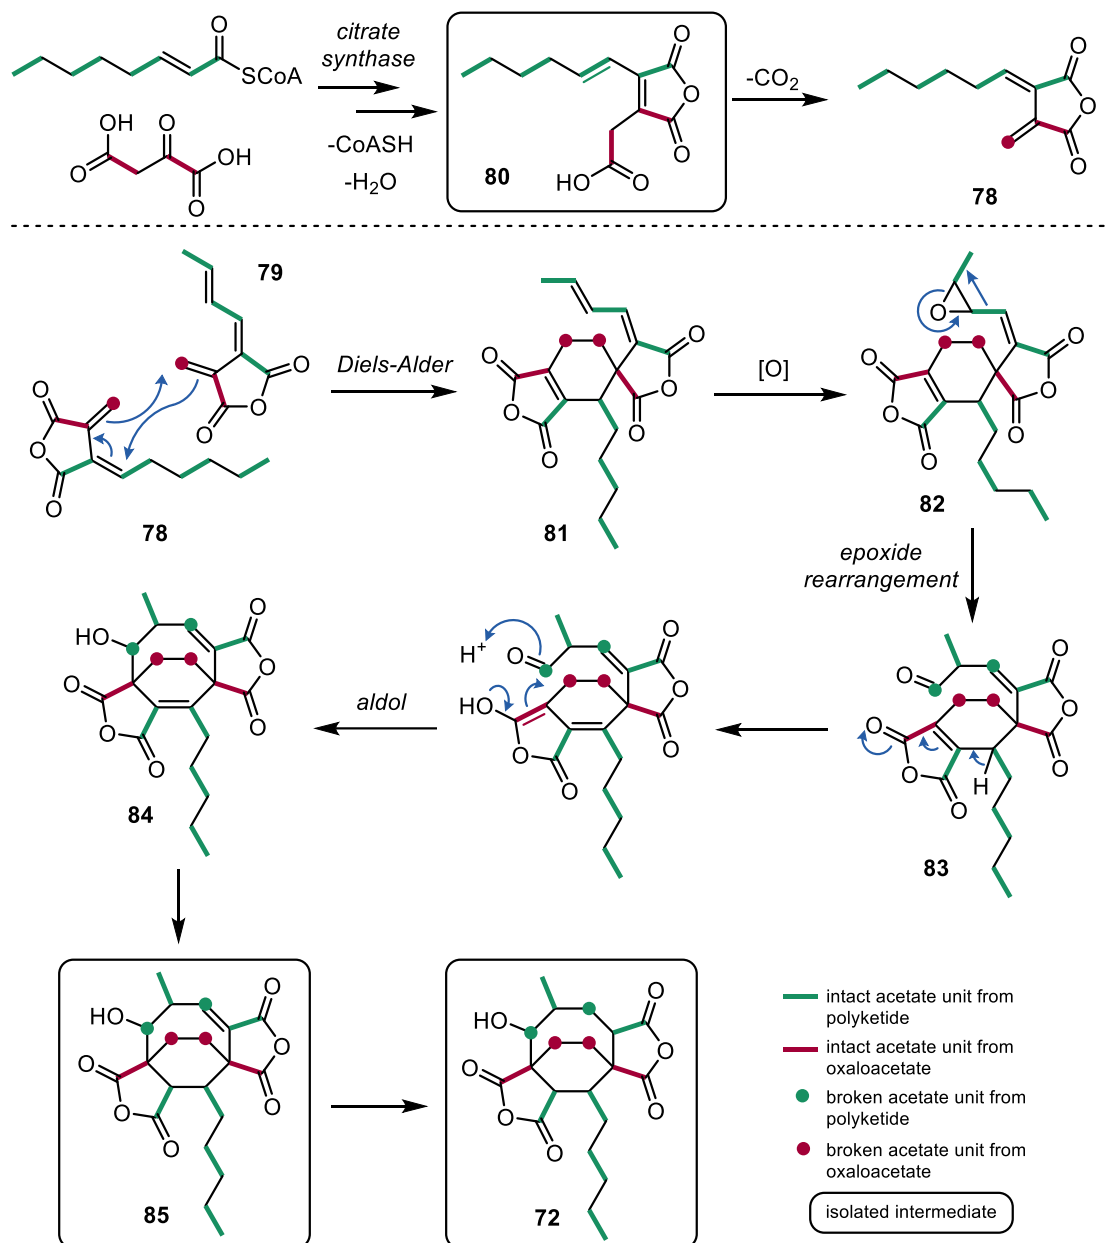 O
SCoA
OH
O
O
OH
O
citrate
synthase
-CoASH
-H2O
O
O
O
HO
O
80
-CO2
O
O
O
78
79
O
O
O
O
O
O
78
Diels-Alder
O
O
O
O
O
O
81
[O]
O
O
O
O
O
O
O
82
epoxide
rearrangement
HO
O
O
O
O
O
O
84
aldol
H+
O
HO
O
O
O
O
O
O
O
O
O
O
O
O
H
83
HO
O
O
O
O
O
O
85
HO
O
O
O
O
O
O
72
intact acetate unit from
polyketide
intact acetate unit from
oxaloacetate
broken acetate unit from
polyketide
broken acetate unit from
oxaloacetate
isolated intermediate